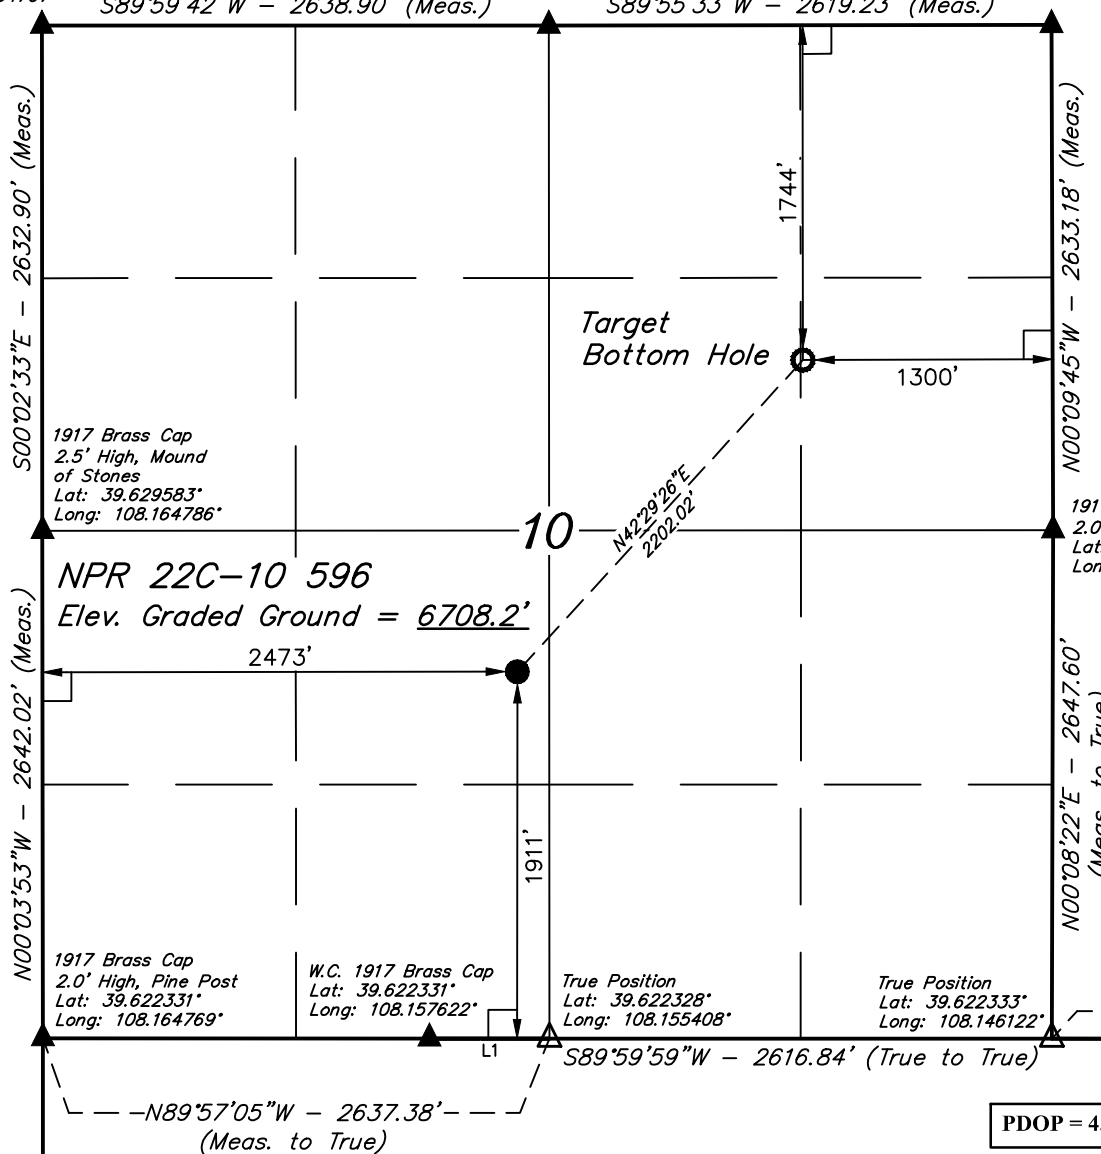 S89°59'42"W - 2638.90' (Meas.)
S89°55'33"W - 2619.23' (Meas.)
S00°02'33"E - 2632.90' (Meas.)
1744'
N00°09'45"W - 2633.18' (Meas.)
Target
Bottom Hole
1300'
1917 Brass Cap
2.5' High, Mound
of Stones
Lat: 39.629583°
Long: 108.164786°
N42°29'26"E
2202.02'
10
NPR 22C-10 596
Elev. Graded Ground = 6708.2'
2473'
N00°03'53"W - 2642.02' (Meas.)
1911'
N00°08'22"E - 2647.60'
(Meas. to True)
1917 Brass Cap
2.0' High, Pine Post
Lat: 39.622331°
Long: 108.164769°
W.C. 1917 Brass Cap
Lat: 39.622331°
Long: 108.157622°
True Position
Lat: 39.622328°
Long: 108.155408°
True Position
Lat: 39.622333°
Long: 108.146122°
L1
S89°59'59"W - 2616.84' (True to True)
N89°57'05"W - 2637.38'
(Meas. to True)
PDOP = 4.